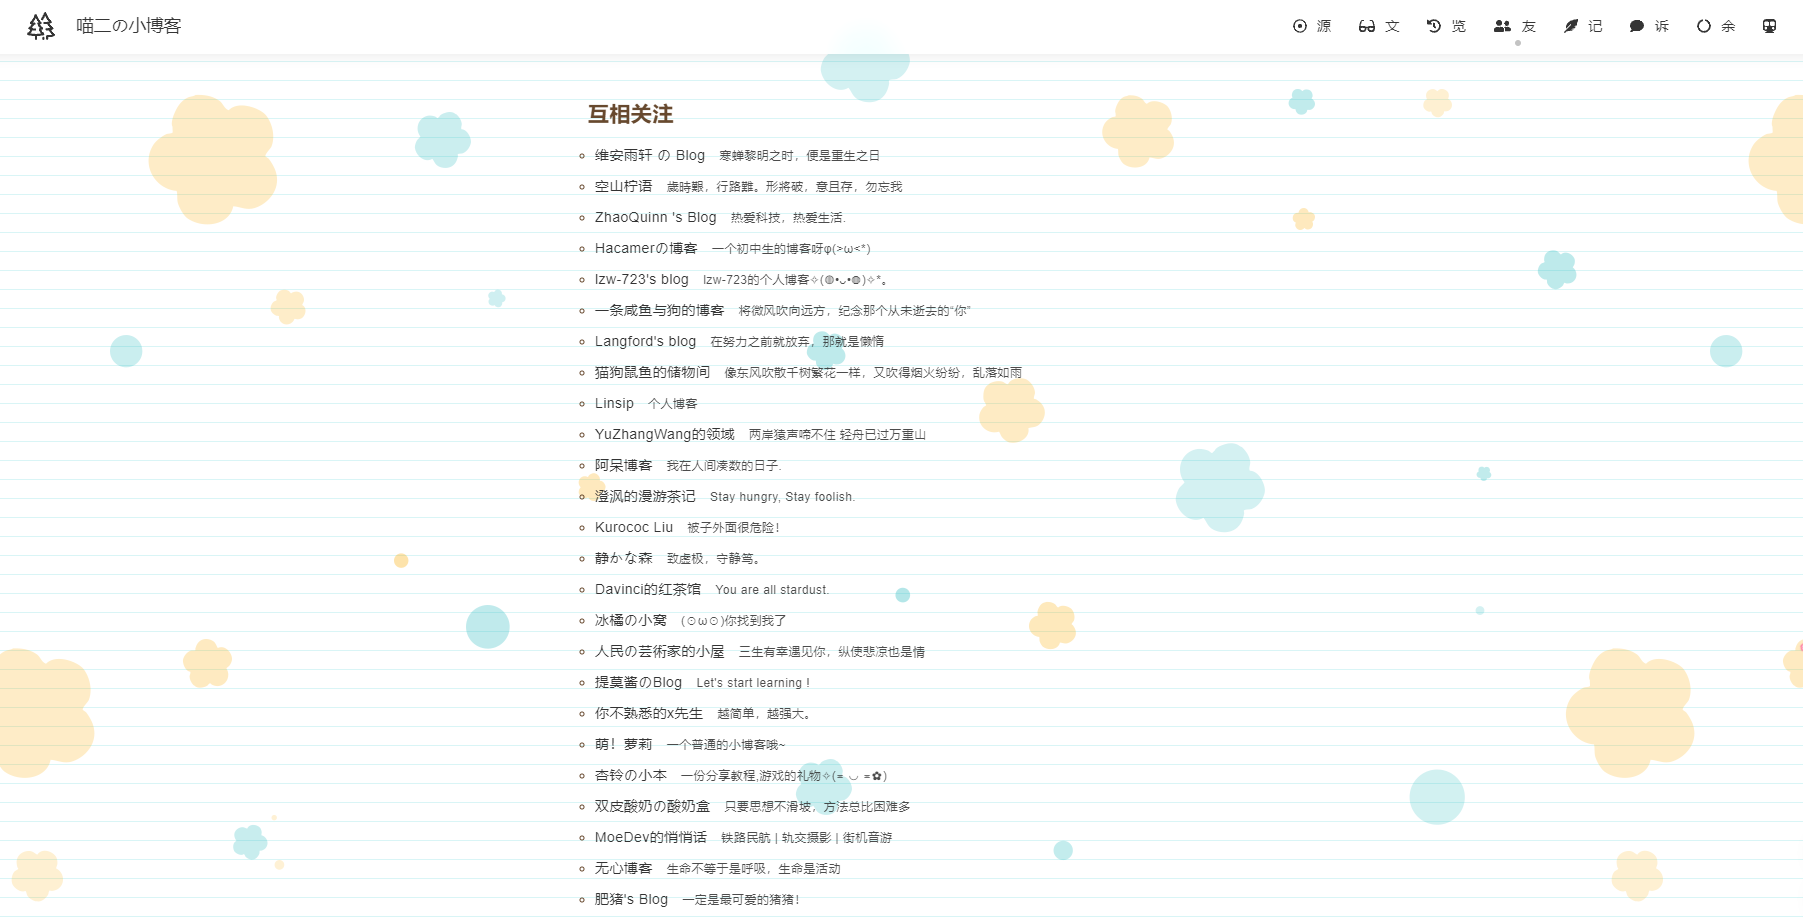 喵二の小博客
源 文 览 友 记 诉 余
互相关注
维安雨轩 の Blog 寒蝉黎明之时，便是重生之日
空山柠语 歲時艱，行路難。形將破，意且存，勿忘我
ZhaoQuinn 's Blog 热爱科技，热爱生活.
Hacamerの博客 一个初中生的博客呀φ(>ω<*)
lzw-723's blog lzw-723的个人博客✧(◍•ᴗ•◍)✧*。
一条咸鱼与狗的博客 将微风吹向远方，纪念那个从未逝去的“你”
Langford's blog 在努力之前就放弃，那就是懒惰
猫狗鼠鱼的储物间 像东风吹散千树繁花一样，又吹得烟火纷纷，乱落如雨
Linsip 个人博客
YuZhangWang的领域 两岸猿声啼不住 轻舟已过万重山
阿呆博客 我在人间凑数的日子.
澄沨的漫游茶记 Stay hungry, Stay foolish.
Kurococ Liu 被子外面很危险！
静かな森 致虚极，守静笃。
Davinci的红茶馆 You are all stardust.
冰橘の小窝 (⊙ω⊙)你找到我了
人民の芸術家的小屋 三生有幸遇见你，纵使悲凉也是情
提莫酱のBlog Let's start learning !
你不熟悉的x先生 越简单，越强大。
萌！萝莉 一个普通的小博客哦~
杏铃の小本 一份分享教程,游戏的礼物✧(≖ ◡ ≖✿)
双皮酸奶の酸奶盒 只要思想不滑坡，方法总比困难多
MoeDev的悄悄话 铁路民航 | 轨交摄影 | 街机音游
无心博客 生命不等于是呼吸，生命是活动
肥猪's Blog 一定是最可爱的猪猪！